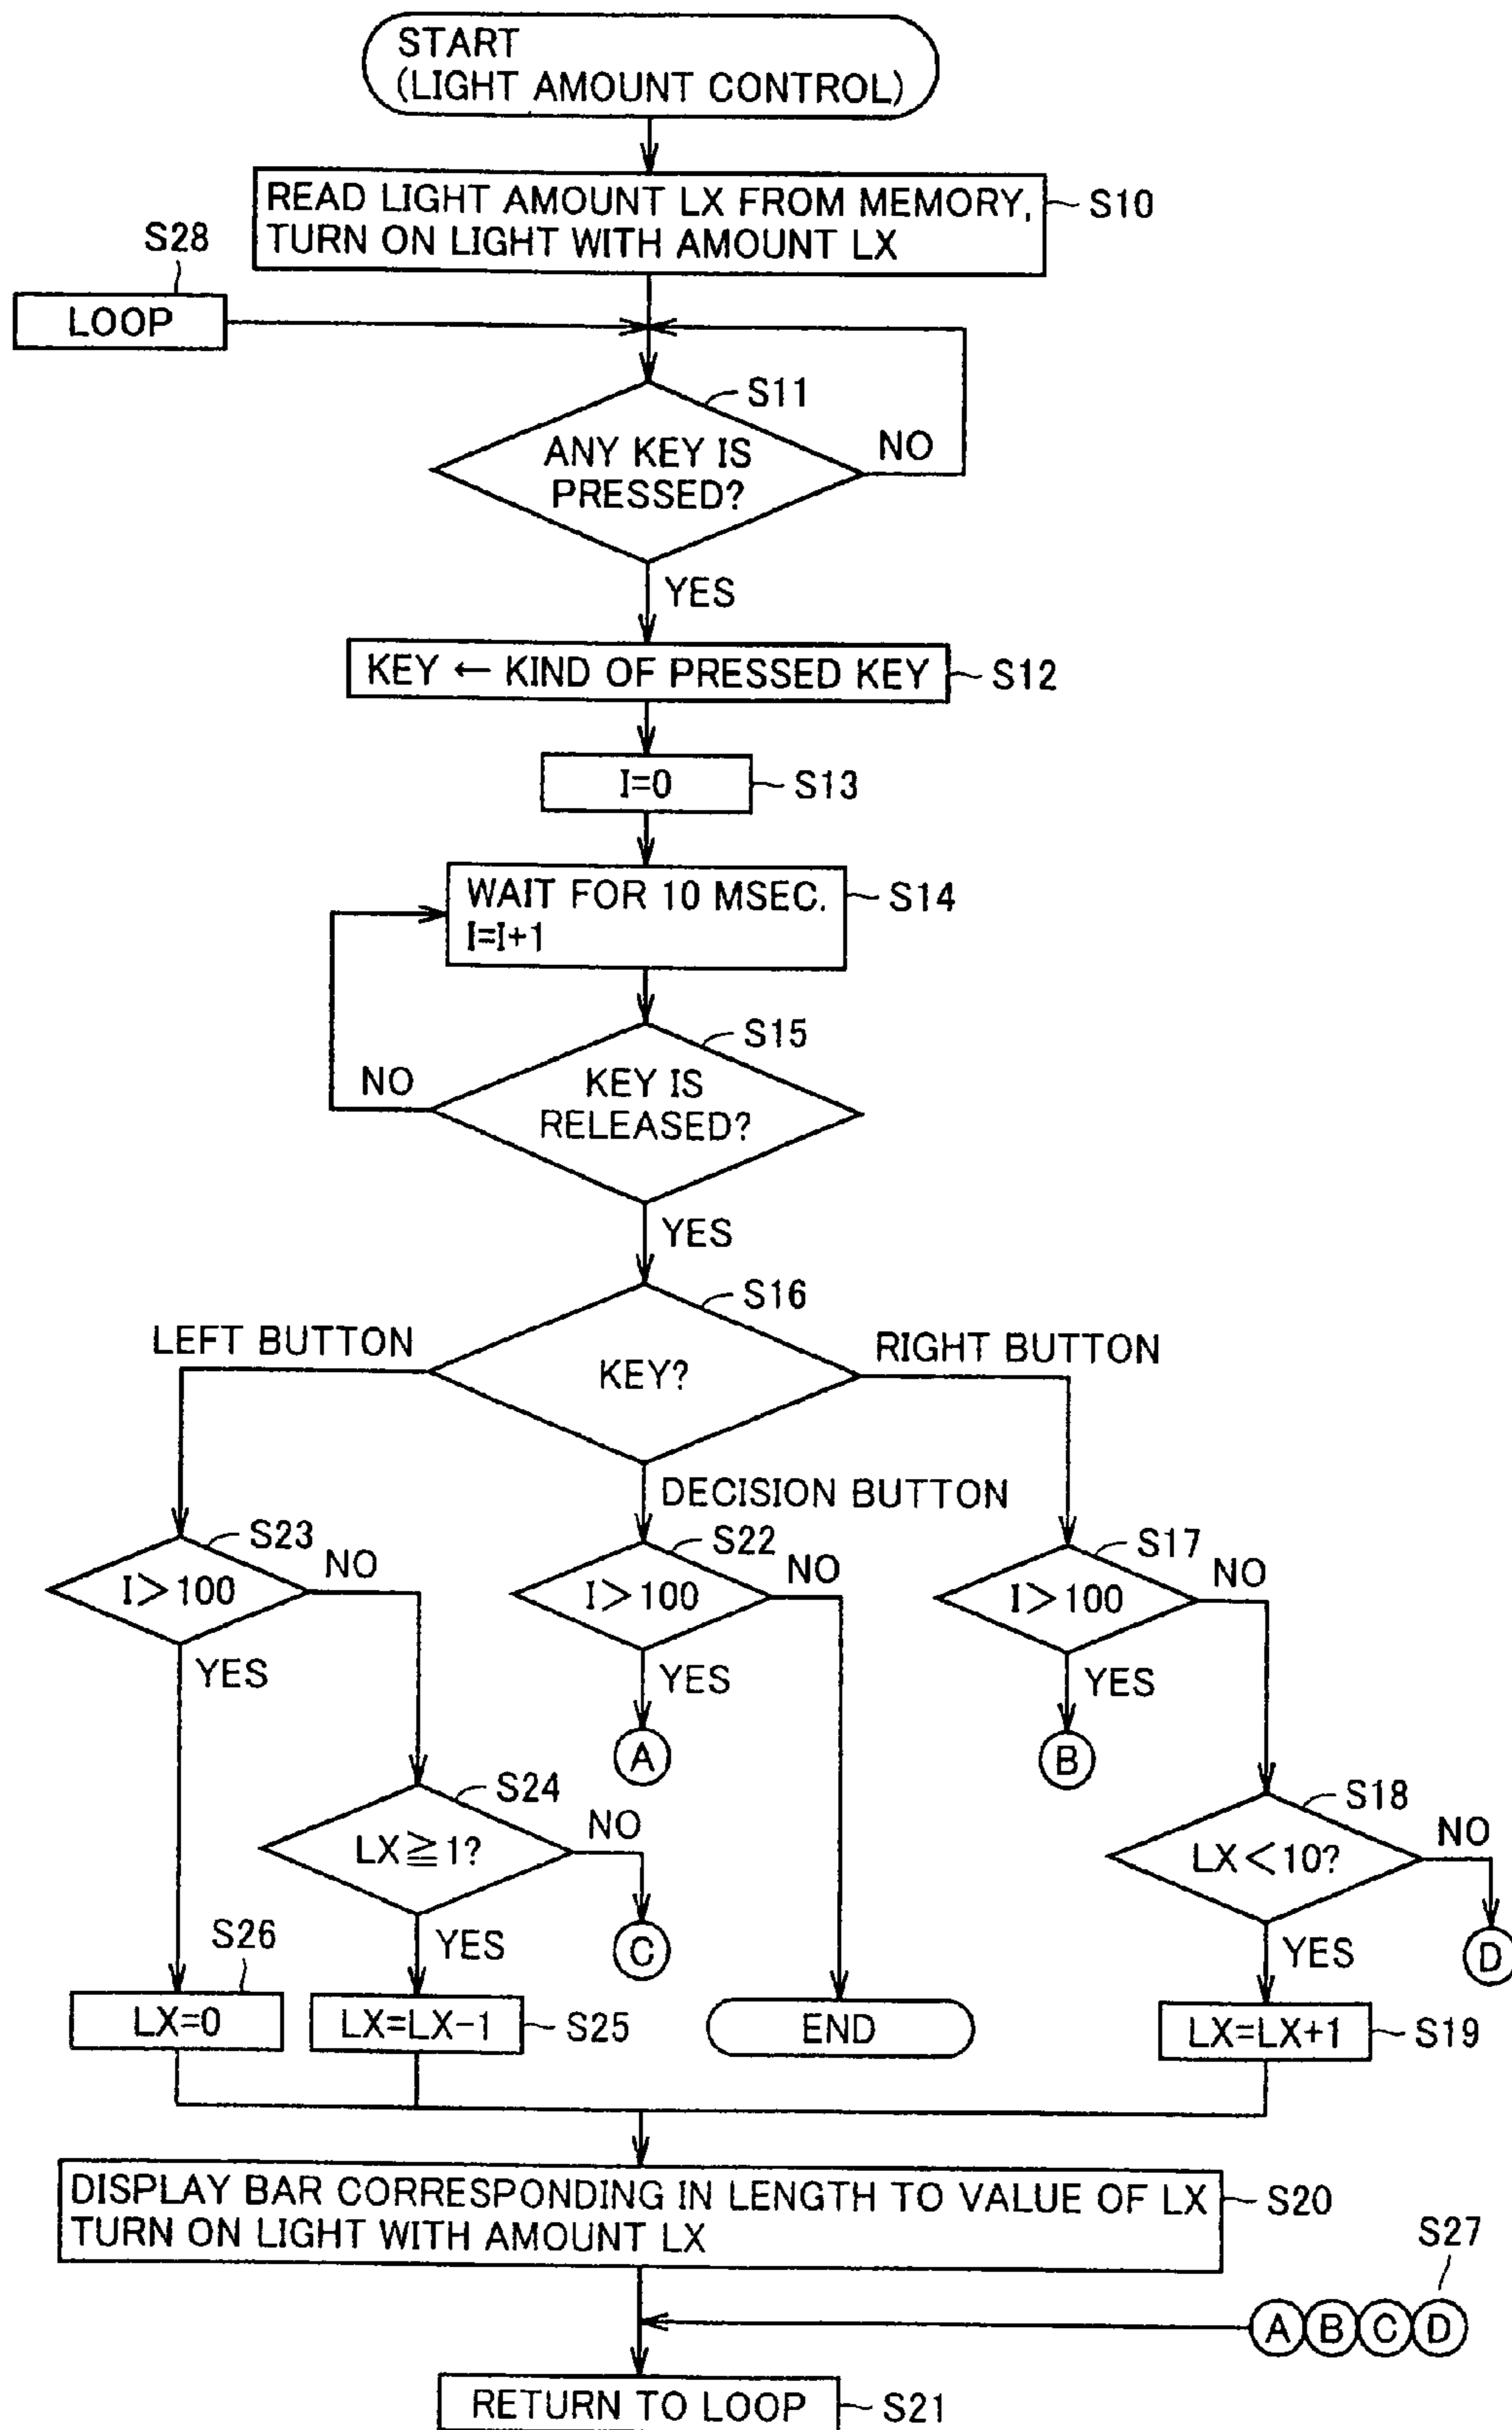 START
(LIGHT AMOUNT CONTROL)
READ LIGHT AMOUNT LX FROM MEMORY,
TURN ON LIGHT WITH AMOUNT LX
S10
S28
LOOP
S11
ANY KEY IS
PRESSED?
NO
YES
KEY ← KIND OF PRESSED KEY
S12
I=0
S13
WAIT FOR 10 MSEC.
I=I+1
S14
S15
KEY IS
RELEASED?
NO
YES
S16
KEY?
LEFT BUTTON
RIGHT BUTTON
DECISION BUTTON
S23
I>100
NO
YES
S22
I>100
NO
YES
A
S17
I>100
NO
YES
B
S24
LX≧1?
NO
C
YES
S18
LX<10?
NO
D
YES
S26
LX=0
LX=LX-1
S25
END
LX=LX+1
S19
DISPLAY BAR CORRESPONDING IN LENGTH TO VALUE OF LX
TURN ON LIGHT WITH AMOUNT LX
S20
S27
A B C D
RETURN TO LOOP
S21